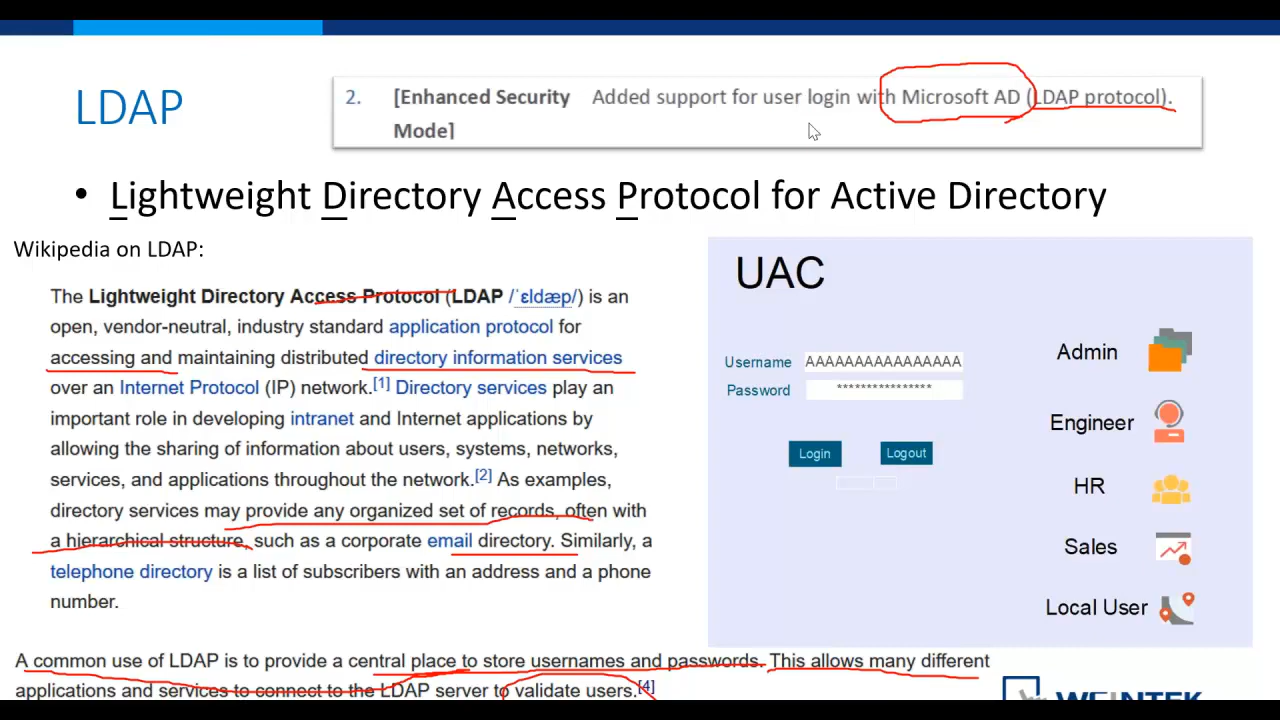 LDAP
2. [Enhanced Security Added support for user login with Microsoft AD (LDAP protocol).
Mode]
• Lightweight Directory Access Protocol for Active Directory
Wikipedia on LDAP:
The Lightweight Directory Access Protocol (LDAP /ˈɛldæp/) is an
open, vendor-neutral, industry standard application protocol for
accessing and maintaining distributed directory information services
over an Internet Protocol (IP) network.[1] Directory services play an
important role in developing intranet and Internet applications by
allowing the sharing of information about users, systems, networks,
services, and applications throughout the network.[2] As examples,
directory services may provide any organized set of records, often with
a hierarchical structure, such as a corporate email directory. Similarly, a
telephone directory is a list of subscribers with an address and a phone
number.
A common use of LDAP is to provide a central place to store usernames and passwords. This allows many different
applications and services to connect to the LDAP server to validate users.[4]
UAC
Username AAAAAAAAAAAAAAAA
Password ****************
Login Logout
Admin
Engineer
HR
Sales
Local User
WEINTEK